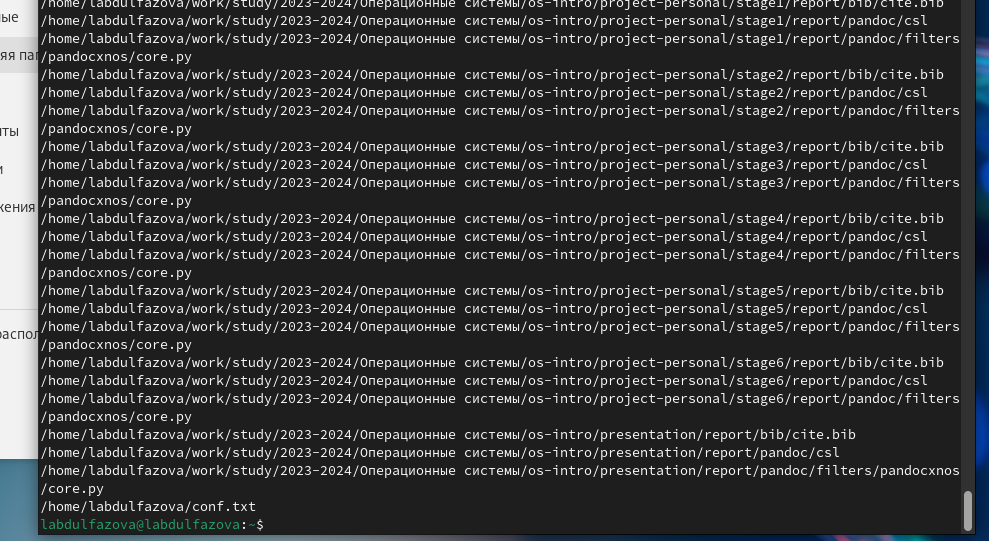 /home/labdulfazova/work/study/2023-2024/Операционные системы/os-intro/project-personal/stage1/report/bib/cite.bib
/home/labdulfazova/work/study/2023-2024/Операционные системы/os-intro/project-personal/stage1/report/pandoc/csl
/home/labdulfazova/work/study/2023-2024/Операционные системы/os-intro/project-personal/stage1/report/pandoc/filters
/pandocxnos/core.py
/home/labdulfazova/work/study/2023-2024/Операционные системы/os-intro/project-personal/stage2/report/bib/cite.bib
/home/labdulfazova/work/study/2023-2024/Операционные системы/os-intro/project-personal/stage2/report/pandoc/csl
/home/labdulfazova/work/study/2023-2024/Операционные системы/os-intro/project-personal/stage2/report/pandoc/filters
/pandocxnos/core.py
/home/labdulfazova/work/study/2023-2024/Операционные системы/os-intro/project-personal/stage3/report/bib/cite.bib
/home/labdulfazova/work/study/2023-2024/Операционные системы/os-intro/project-personal/stage3/report/pandoc/csl
/home/labdulfazova/work/study/2023-2024/Операционные системы/os-intro/project-personal/stage3/report/pandoc/filters
/pandocxnos/core.py
/home/labdulfazova/work/study/2023-2024/Операционные системы/os-intro/project-personal/stage4/report/bib/cite.bib
/home/labdulfazova/work/study/2023-2024/Операционные системы/os-intro/project-personal/stage4/report/pandoc/csl
/home/labdulfazova/work/study/2023-2024/Операционные системы/os-intro/project-personal/stage4/report/pandoc/filters
/pandocxnos/core.py
/home/labdulfazova/work/study/2023-2024/Операционные системы/os-intro/project-personal/stage5/report/bib/cite.bib
/home/labdulfazova/work/study/2023-2024/Операционные системы/os-intro/project-personal/stage5/report/pandoc/csl
/home/labdulfazova/work/study/2023-2024/Операционные системы/os-intro/project-personal/stage5/report/pandoc/filters
/pandocxnos/core.py
/home/labdulfazova/work/study/2023-2024/Операционные системы/os-intro/project-personal/stage6/report/bib/cite.bib
/home/labdulfazova/work/study/2023-2024/Операционные системы/os-intro/project-personal/stage6/report/pandoc/csl
/home/labdulfazova/work/study/2023-2024/Операционные системы/os-intro/project-personal/stage6/report/pandoc/filters
/pandocxnos/core.py
/home/labdulfazova/work/study/2023-2024/Операционные системы/os-intro/presentation/report/bib/cite.bib
/home/labdulfazova/work/study/2023-2024/Операционные системы/os-intro/presentation/report/pandoc/csl
/home/labdulfazova/work/study/2023-2024/Операционные системы/os-intro/presentation/report/pandoc/filters/pandocxnos
/core.py
/home/labdulfazova/conf.txt
labdulfazova@labdulfazova:~$